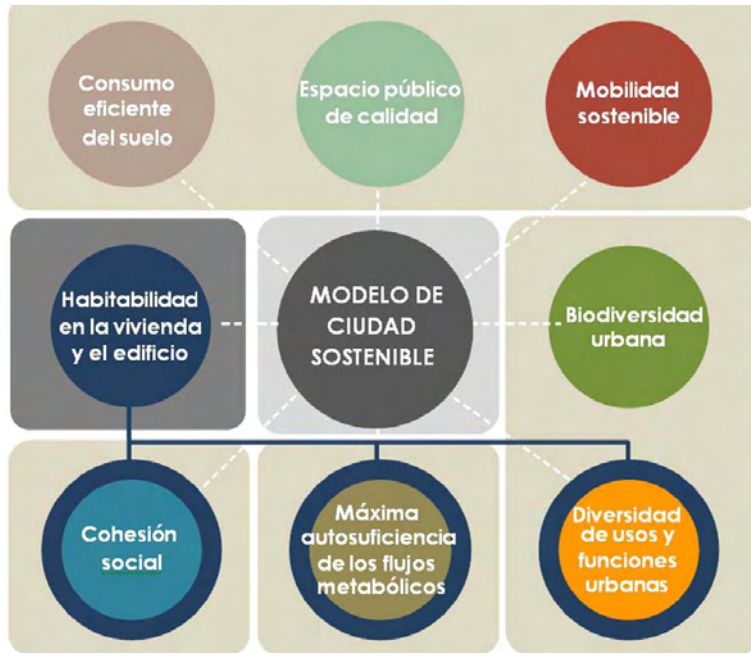 Consumo
eficiente
del suelo
Espacio público
de calidad
Mobilidad
sostenible
Habitabilidad
en la vivienda
y el edificio
MODELO DE
CIUDAD
SOSTENIBLE
Biodiversidad
urbana
Cohesión
social
Máxima
autosuficiencia
de los flujos
metabólicos
Diversidad
de usos y
funciones
urbanas